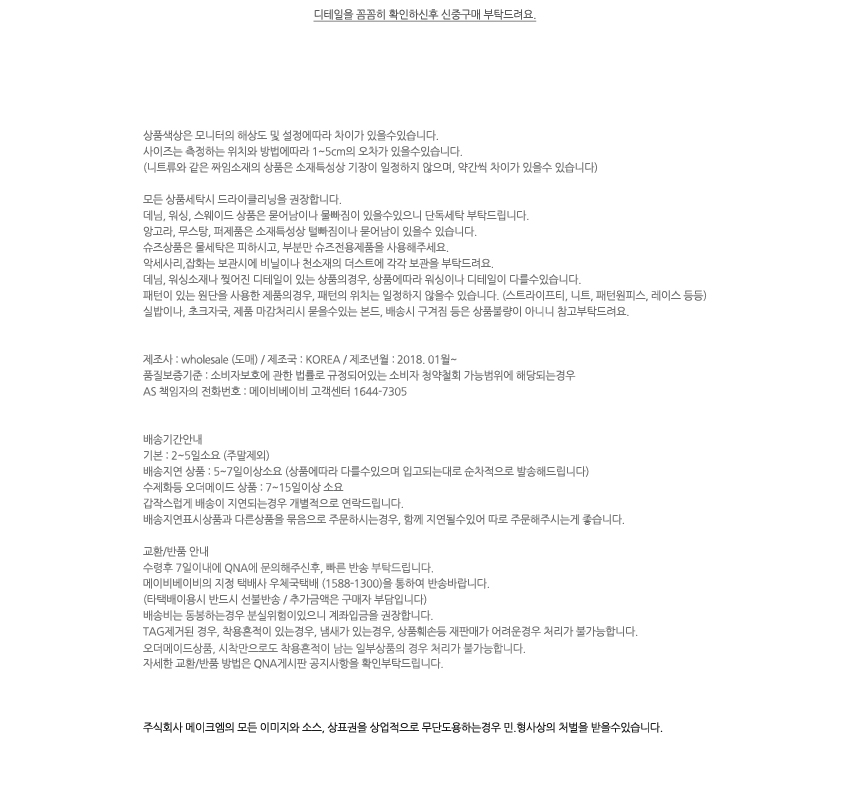 디테일을 꼼꼼히 확인하신후 신중구매 부탁드려요.
상품색상은 모니터의 해상도 및 설정에따라 차이가 있을수있습니다.
사이즈는 측정하는 위치와 방법에따라 1~5cm의 오차가 있을수있습니다.
(니트류와 같은 짜임소재의 상품은 소재특성상 기장이 일정하지 않으며, 약간씩 차이가 있을수 있습니다)
모든 상품세탁시 드라이클리닝을 권장합니다.
데님, 워싱, 스웨이드 상품은 묻어남이나 물빠짐이 있을수있으니 단독세탁 부탁드립니다.
앙고라, 무스탕, 퍼제품은 소재특성상 털빠짐이나 묻어남이 있을수 있습니다.
슈즈상품은 물세탁은 피하시고, 부분만 슈즈전용제품을 사용해주세요.
악세사리,잡화는 보관시에 비닐이나 천소재의 더스트에 각각 보관을 부탁드려요.
데님, 워싱소재나 찢어진 디테일이 있는 상품의경우, 상품에따라 워싱이나 디테일이 다를수있습니다.
패턴이 있는 원단을 사용한 제품의경우, 패턴의 위치는 일정하지 않을수 있습니다. (스트라이프티, 니트, 패턴원피스, 레이스 등등)
실밥이나, 초크자국, 제품 마감처리시 묻을수있는 본드, 배송시 구겨짐 등은 상품불량이 아니니 참고부탁드려요.
제조사 : wholesale (도매) / 제조국 : KOREA / 제조년월 : 2018. 01월~
품질보증기준 : 소비자보호에 관한 법률로 규정되어있는 소비자 청약철회 가능범위에 해당되는경우
AS 책임자의 전화번호 : 메이비베이비 고객센터 1644-7305
배송기간안내
기본 : 2~5일소요 (주말제외)
배송지연 상품 : 5~7일이상소요 (상품에따라 다를수있으며 입고되는대로 순차적으로 발송해드립니다)
수제화등 오더메이드 상품 : 7~15일이상 소요
갑작스럽게 배송이 지연되는경우 개별적으로 연락드립니다.
배송지연표시상품과 다른상품을 묶음으로 주문하시는경우, 함께 지연될수있어 따로 주문해주시는게 좋습니다.
교환/반품 안내
수령후 7일이내에 QNA에 문의해주신후, 빠른 반송 부탁드립니다.
메이비베이비의 지정 택배사 우체국택배 (1588-1300)을 통하여 반송바랍니다.
(타택배이용시 반드시 선불반송 / 추가금액은 구매자 부담입니다)
배송비는 동봉하는경우 분실위험이있으니 계좌입금을 권장합니다.
TAG제거된 경우, 착용흔적이 있는경우, 냄새가 있는경우, 상품훼손등 재판매가 어려운경우 처리가 불가능합니다.
오더메이드상품, 시착만으로도 착용흔적이 남는 일부상품의 경우 처리가 불가능합니다.
자세한 교환/반품 방법은 QNA게시판 공지사항을 확인부탁드립니다.
주식회사 메이크엠의 모든 이미지와 소스, 상표권을 상업적으로 무단도용하는경우 민.형사상의 처벌을 받을수있습니다.